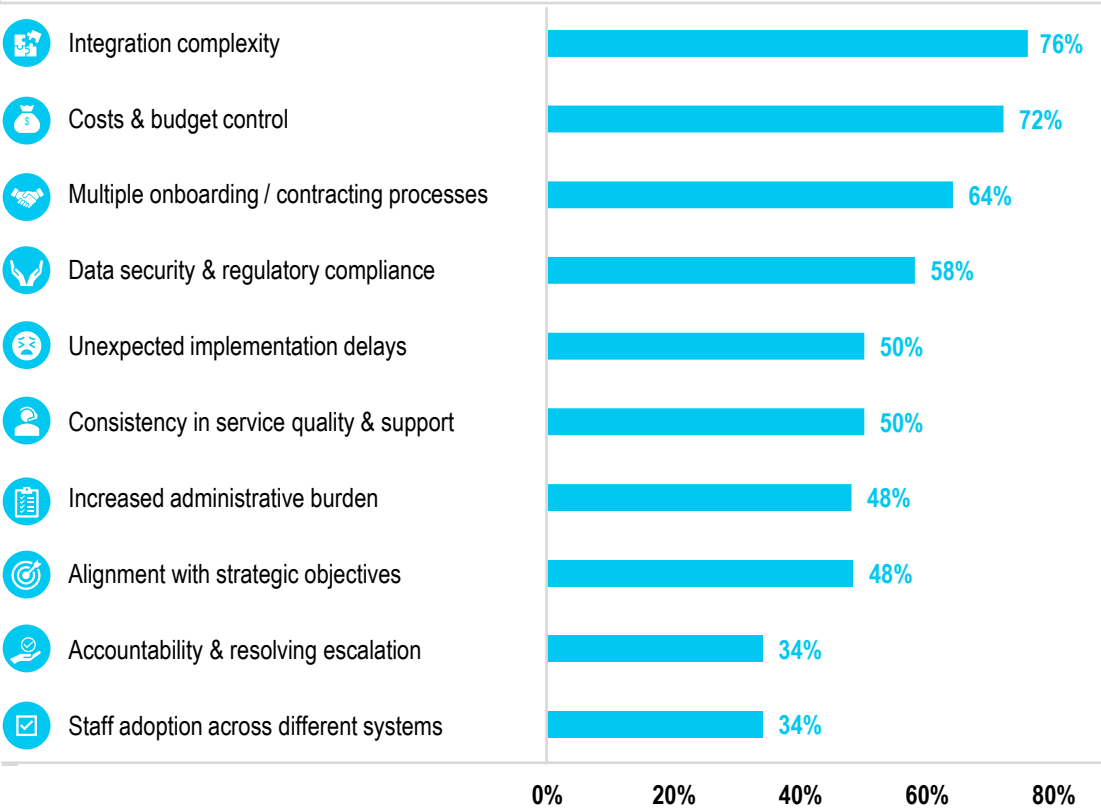 Integration complexity 76%
Costs & budget control 72%
Multiple onboarding / contracting processes 64%
Data security & regulatory compliance 58%
Unexpected implementation delays 50%
Consistency in service quality & support 50%
Increased administrative burden 48%
Alignment with strategic objectives 48%
Accountability & resolving escalation 34%
Staff adoption across different systems 34%
0% 20% 40% 60% 80%